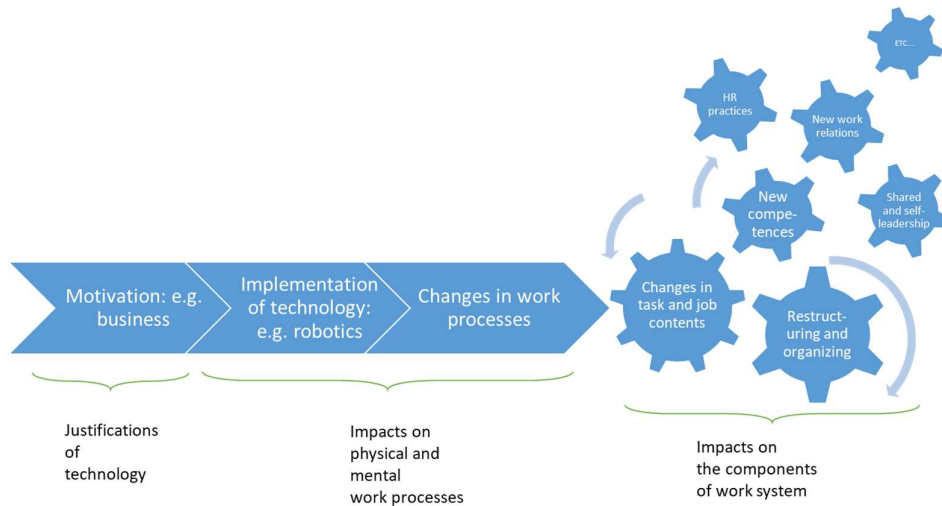 ETC....
HR
practices
New work
relations
New
compe-
tences
Shared
and self-
leadership
Motivation: e.g.
business
Implementation
of technology:
e.g. robotics
Changes in work
processes
Changes in
task and job
contents
Restruct-
uring and
organizing
Justifications
of
technology
Impacts on
physical and
mental
work processes
Impacts on
the components
of work system